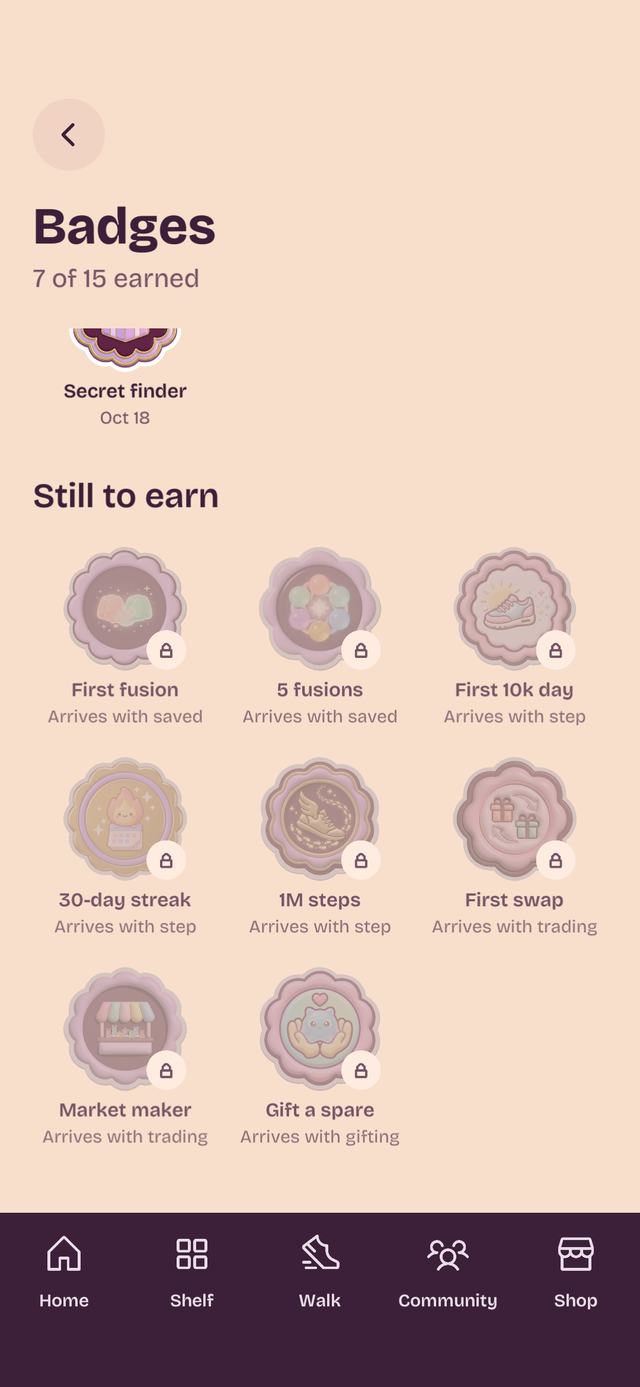 Badges
7 of 15 earned
Secret finder
Oct 18
Still to earn
First fusion
Arrives with saved
5 fusions
Arrives with saved
First 10k day
Arrives with step
30-day streak
Arrives with step
1M steps
Arrives with step
First swap
Arrives with trading
Market maker
Arrives with trading
Gift a spare
Arrives with gifting
Home
Shelf
Walk
Community
Shop